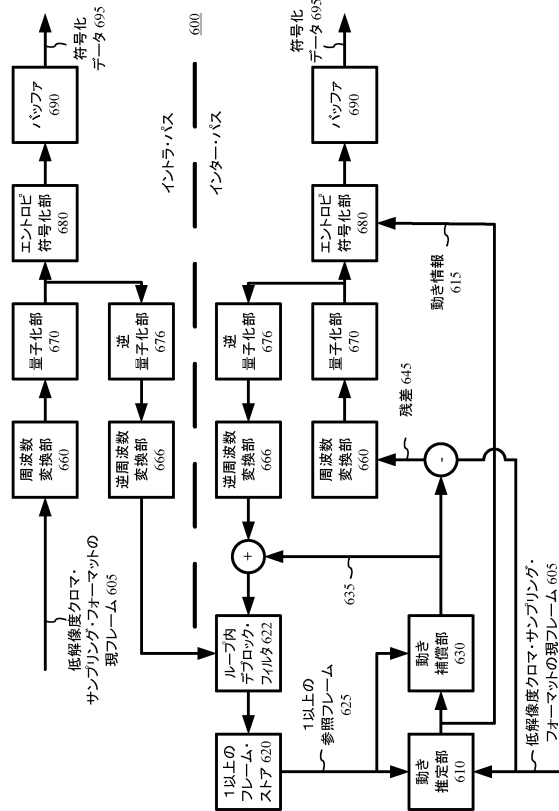 低解像度クロマ・
サンプリング・フォーマットの
現フレーム 605
周波数
変換部
660
量子化部
670
エントロピ
符号化部
680
バッファ
690
符号化
データ 695
逆周波数
変換部
666
逆
量子化部
676
イントラ・パス
インター・パス
600
1以上の
フレーム・
ストア 620
ループ内
デブロック・
フィルタ 622
+
逆周波数
変換部
666
逆
量子化部
676
周波数
変換部
660
量子化部
670
エントロピ
符号化部
680
バッファ
690
符号化
データ 695
1以上の
参照フレーム
625
635
残差 645
-
動き情報
615
動き
推定部
610
動き
補償部
630
低解像度クロマ・サンプリング・
フォーマットの現フレーム 605